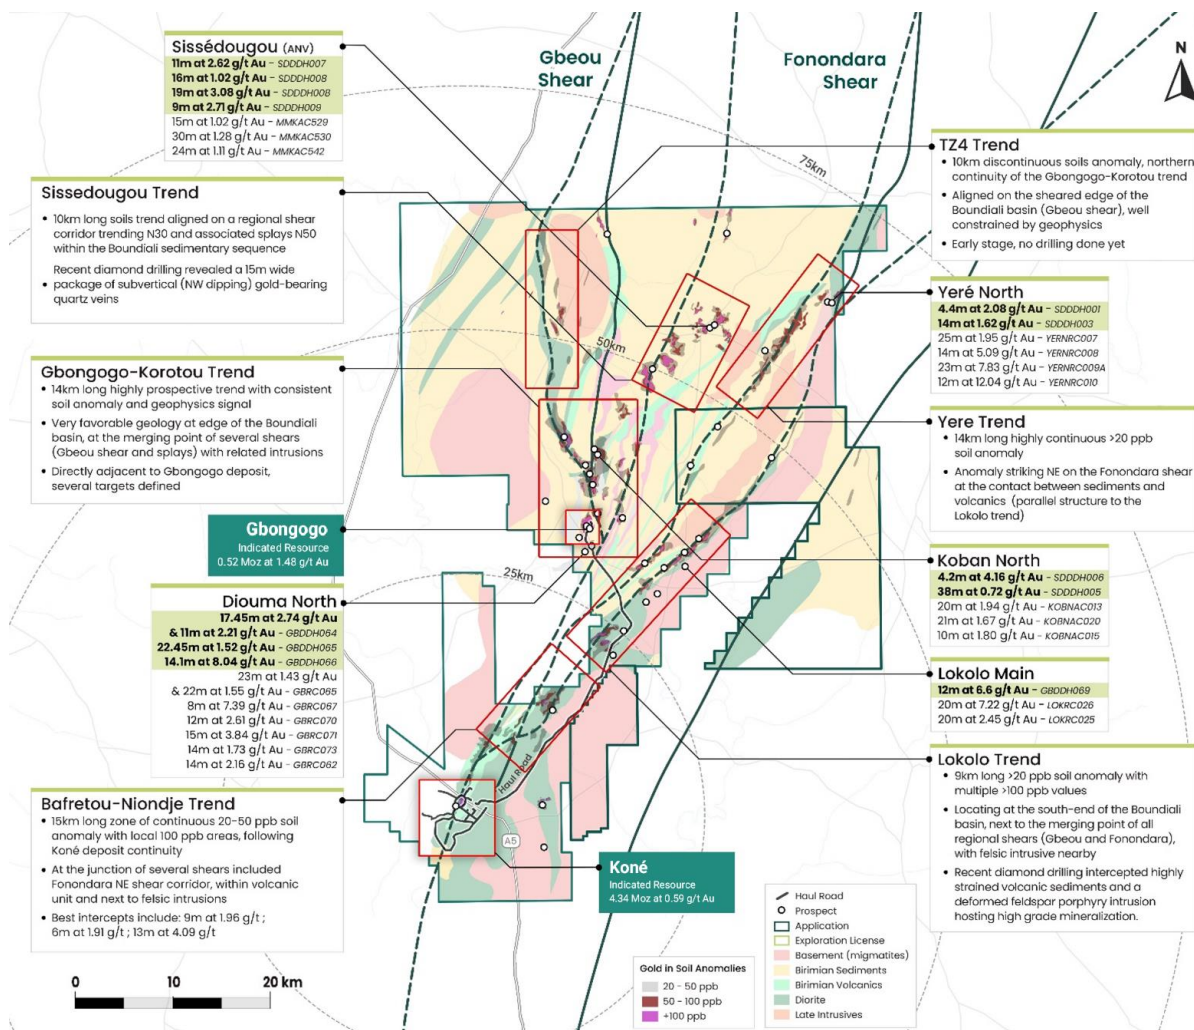 Sissédougou (ANV)
11m at 2.62 g/t Au - SDDDH007
16m at 1.02 g/t Au - SDDDH008
19m at 3.08 g/t Au - SDDDH008
9m at 2.71 g/t Au - SDDDH009
15m at 1.02 g/t Au - MMKAC529
30m at 1.28 g/t Au - MMKAC530
24m at 1.11 g/t Au - MMKAC542
Sissedougou Trend
• 10km long soils trend aligned on a regional shear
corridor trending N30 and associated splays N50
within the Boundiali sedimentary sequence
Recent diamond drilling revealed a 15m wide
• package of subvertical (NW dipping) gold-bearing
quartz veins
Gbongogo-Korotou Trend
• 14km long highly prospective trend with consistent
soil anomaly and geophysics signal
• Very favorable geology at edge of the Boundiali
basin, at the merging point of several shears
(Gbeou shear and splays) with related intrusions
• Directly adjacent to Gbongogo deposit,
several targets defined
Gbongogo
Indicated Resource
0.52 Moz at 1.48 g/t Au
Diouma North
17.45m at 2.74 g/t Au
& 11m at 2.21 g/t Au - GBDDH064
22.45m at 1.52 g/t Au - GBDDH065
14.1m at 8.04 g/t Au - GBDDH066
23m at 1.43 g/t Au
& 22m at 1.55 g/t Au - GBRC065
8m at 7.39 g/t Au - GBRC067
12m at 2.61 g/t Au - GBRC070
15m at 3.84 g/t Au - GBRC071
14m at 1.73 g/t Au - GBRC073
14m at 2.16 g/t Au - GBRC062
Bafretou-Niondje Trend
• 15km long zone of continuous 20-50 ppb soil
anomaly with local 100 ppb areas, following
Koné deposit continuity
• At the junction of several shears included
Fonondara NE shear corridor, within volcanic
unit and next to felsic intrusions
• Best intercepts include: 9m at 1.96 g/t ;
6m at 1.91 g/t ; 13m at 4.09 g/t
0 10 20 km
Gbeou
Shear
Fonondara
Shear
N
75km
50km
25km
Haul Road
A5
Koné
Indicated Resource
4.34 Moz at 0.59 g/t Au
TZ4 Trend
• 10km discontinuous soils anomaly, northern
continuity of the Gbongogo-Korotou trend
• Aligned on the sheared edge of the
Boundiali basin (Gbeou shear), well
constrained by geophysics
• Early stage, no drilling done yet
Yeré North
4.4m at 2.08 g/t Au - SDDDH001
14m at 1.62 g/t Au - SDDDH003
25m at 1.95 g/t Au - YERNRC007
14m at 5.09 g/t Au - YERNRC008
23m at 7.83 g/t Au - YERNRC009A
12m at 12.04 g/t Au - YERNRC010
Yere Trend
• 14km long highly continuous >20 ppb
soil anomaly
• Anomaly striking NE on the Fonondara shear
at the contact between sediments and
volcanics (parallel structure to the
Lokolo trend)
Koban North
4.2m at 4.16 g/t Au - SDDDH006
38m at 0.72 g/t Au - SDDDH005
20m at 1.94 g/t Au - KOBNAC013
21m at 1.67 g/t Au - KOBNAC020
10m at 1.80 g/t Au - KOBNAC015
Lokolo Main
12m at 6.6 g/t Au - GBDDH069
20m at 7.22 g/t Au - LOKRC026
20m at 2.45 g/t Au - LOKRC025
Lokolo Trend
• 9km long >20 ppb soil anomaly with
multiple >100 ppb values
• Locating at the south-end of the Boundiali
basin, next to the merging point of all
regional shears (Gbeou and Fonondara),
with felsic intrusive nearby
• Recent diamond drilling intercepted highly
strained volcanic sediments and a
deformed feldspar porphyry intrusion
hosting high grade mineralization.
Gold in Soil Anomalies
20 - 50 ppb
50 - 100 ppb
+100 ppb
Haul Road
Prospect
Application
Exploration License
Basement (migmatites)
Birimian Sediments
Birimian Volcanics
Diorite
Late Intrusives